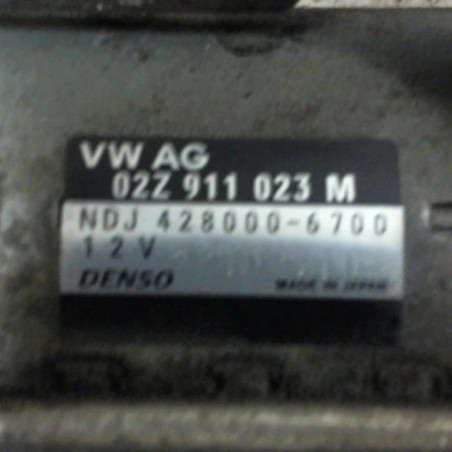 VW AG
02Z 911 023 M
NDJ 428000-6700
12V
DENSO MADE IN JAPAN